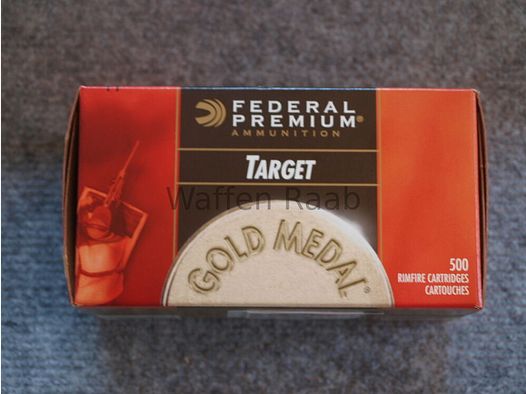 FEDERAL
PREMIUM®
AMMUNITION
TARGET
Waffen Raab
GOLD MEDAL®
500
RIMFIRE CARTRIDGES
CARTOUCHES